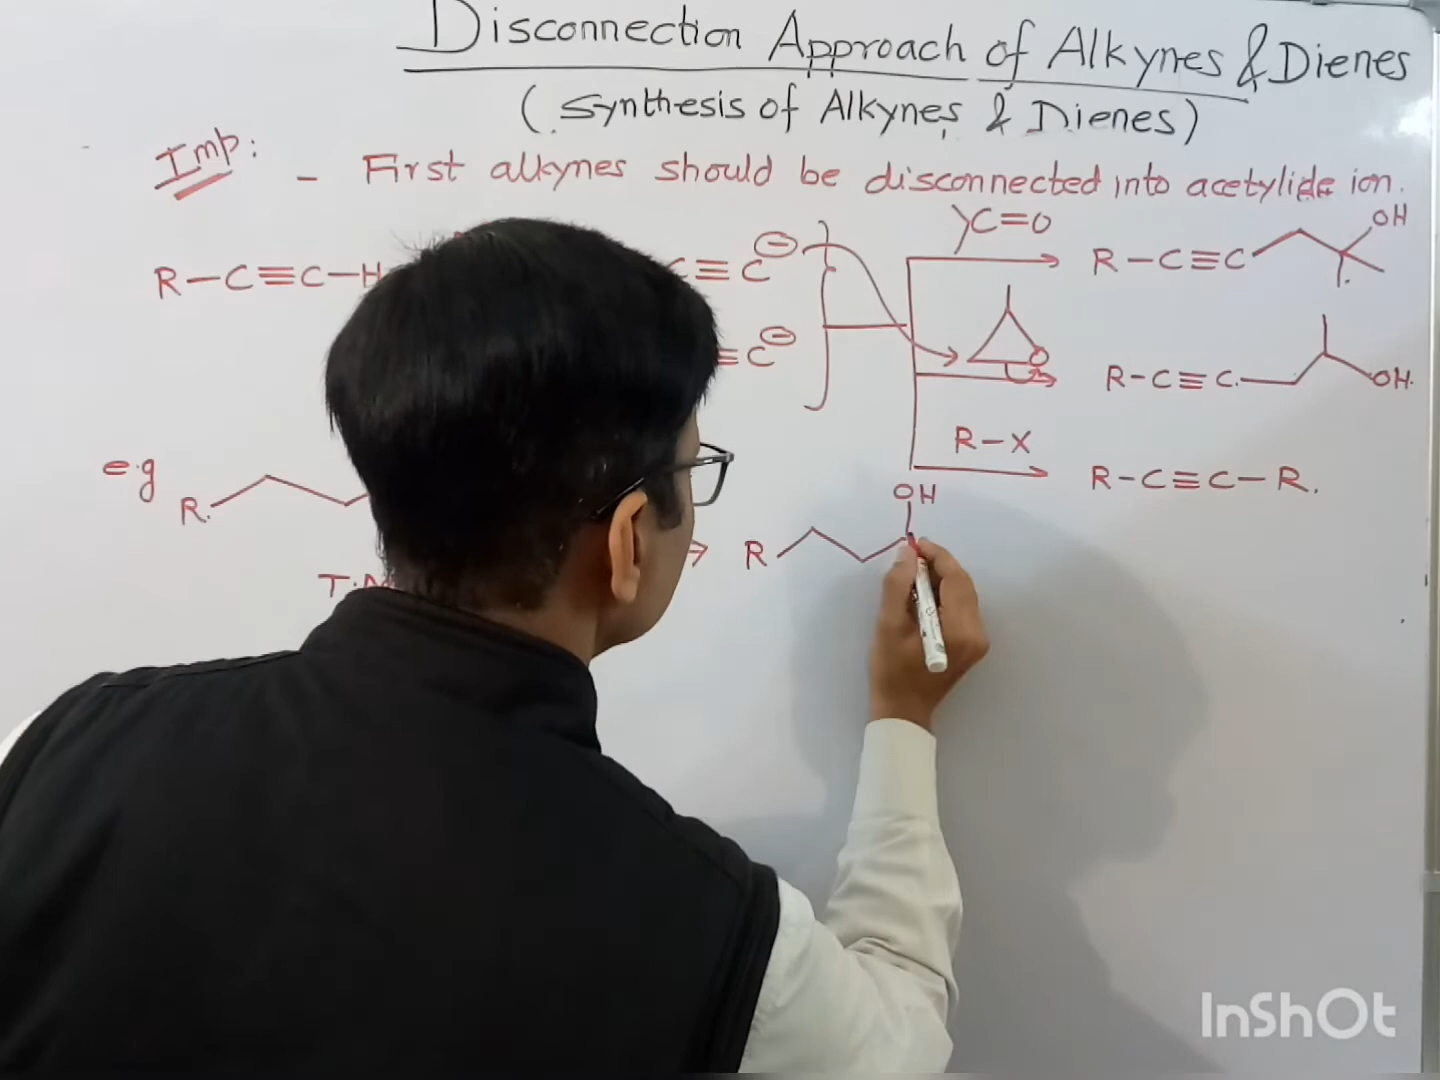 Disconnection Approach of Alkynes & Dienes
(Synthesis of Alkynes & Dienes)
Imp: - First alkynes should be disconnected into acetylide ion.
R-C≡C-H
≡C⊖
≡C⊖
>C=O
R-C≡C
OH
O
R-C≡C
OH.
R-X
R-C≡C-R.
e.g
R
R
OH
InShOt